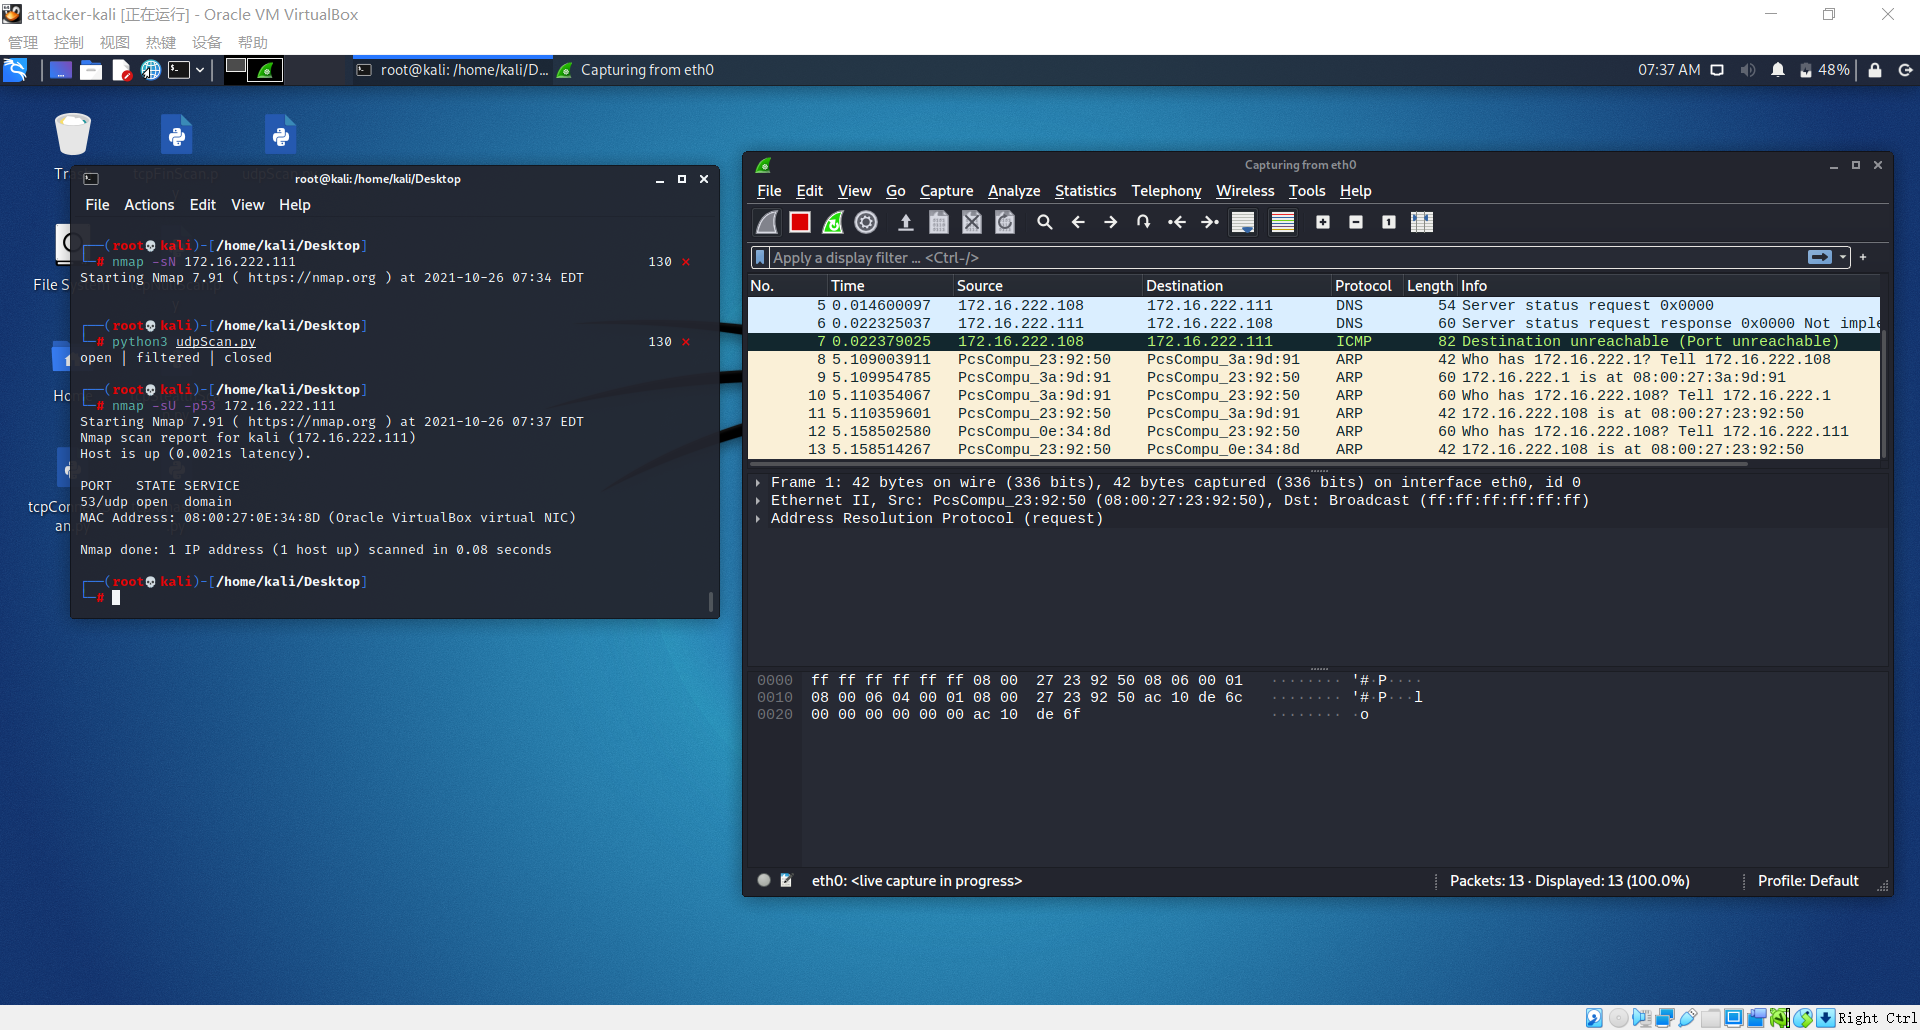 attacker-kali [正在运行] - Oracle VM VirtualBox
管理 控制 视图 热键 设备 帮助
root@kali: /home/kali/D... Capturing from eth0 07:37 AM 48%
root@kali:/home/kali/Desktop
File Actions Edit View Help
(root💀kali)-[/home/kali/Desktop]
# nmap -sN 172.16.222.111 130 ×
Starting Nmap 7.91 ( https://nmap.org ) at 2021-10-26 07:34 EDT
(root💀kali)-[/home/kali/Desktop]
# python3 udpScan.py 130 ×
open | filtered | closed
(root💀kali)-[/home/kali/Desktop]
# nmap -sU -p53 172.16.222.111
Starting Nmap 7.91 ( https://nmap.org ) at 2021-10-26 07:37 EDT
Nmap scan report for kali (172.16.222.111)
Host is up (0.0021s latency).
PORT STATE SERVICE
53/udp open domain
MAC Address: 08:00:27:0E:34:8D (Oracle VirtualBox virtual NIC)
Nmap done: 1 IP address (1 host up) scanned in 0.08 seconds
(root💀kali)-[/home/kali/Desktop]
#
Tra
File S
Ho
tcpCo
an
Capturing from eth0
File Edit View Go Capture Analyze Statistics Telephony Wireless Tools Help
Apply a display filter ... <Ctrl-/>
No. Time Source Destination Protocol Length Info
5 0.014600097 172.16.222.108 172.16.222.111 DNS 54 Server status request 0x0000
6 0.022325037 172.16.222.111 172.16.222.108 DNS 60 Server status request response 0x0000 Not imple
7 0.022379025 172.16.222.108 172.16.222.111 ICMP 82 Destination unreachable (Port unreachable)
8 5.109003911 PcsCompu_23:92:50 PcsCompu_3a:9d:91 ARP 42 Who has 172.16.222.1? Tell 172.16.222.108
9 5.109954785 PcsCompu_3a:9d:91 PcsCompu_23:92:50 ARP 60 172.16.222.1 is at 08:00:27:3a:9d:91
10 5.110354067 PcsCompu_3a:9d:91 PcsCompu_23:92:50 ARP 60 Who has 172.16.222.108? Tell 172.16.222.1
11 5.110359601 PcsCompu_23:92:50 PcsCompu_3a:9d:91 ARP 42 172.16.222.108 is at 08:00:27:23:92:50
12 5.158502580 PcsCompu_0e:34:8d PcsCompu_23:92:50 ARP 60 Who has 172.16.222.108? Tell 172.16.222.111
13 5.158514267 PcsCompu_23:92:50 PcsCompu_0e:34:8d ARP 42 172.16.222.108 is at 08:00:27:23:92:50
Frame 1: 42 bytes on wire (336 bits), 42 bytes captured (336 bits) on interface eth0, id 0
Ethernet II, Src: PcsCompu_23:92:50 (08:00:27:23:92:50), Dst: Broadcast (ff:ff:ff:ff:ff:ff)
Address Resolution Protocol (request)
0000 ff ff ff ff ff ff 08 00 27 23 92 50 08 06 00 01 ········ '#·P····
0010 08 00 06 04 00 01 08 00 27 23 92 50 ac 10 de 6c ········ '#·P···l
0020 00 00 00 00 00 00 ac 10 de 6f ········ ·o
eth0: <live capture in progress> Packets: 13 · Displayed: 13 (100.0%) Profile: Default
Right Ctrl